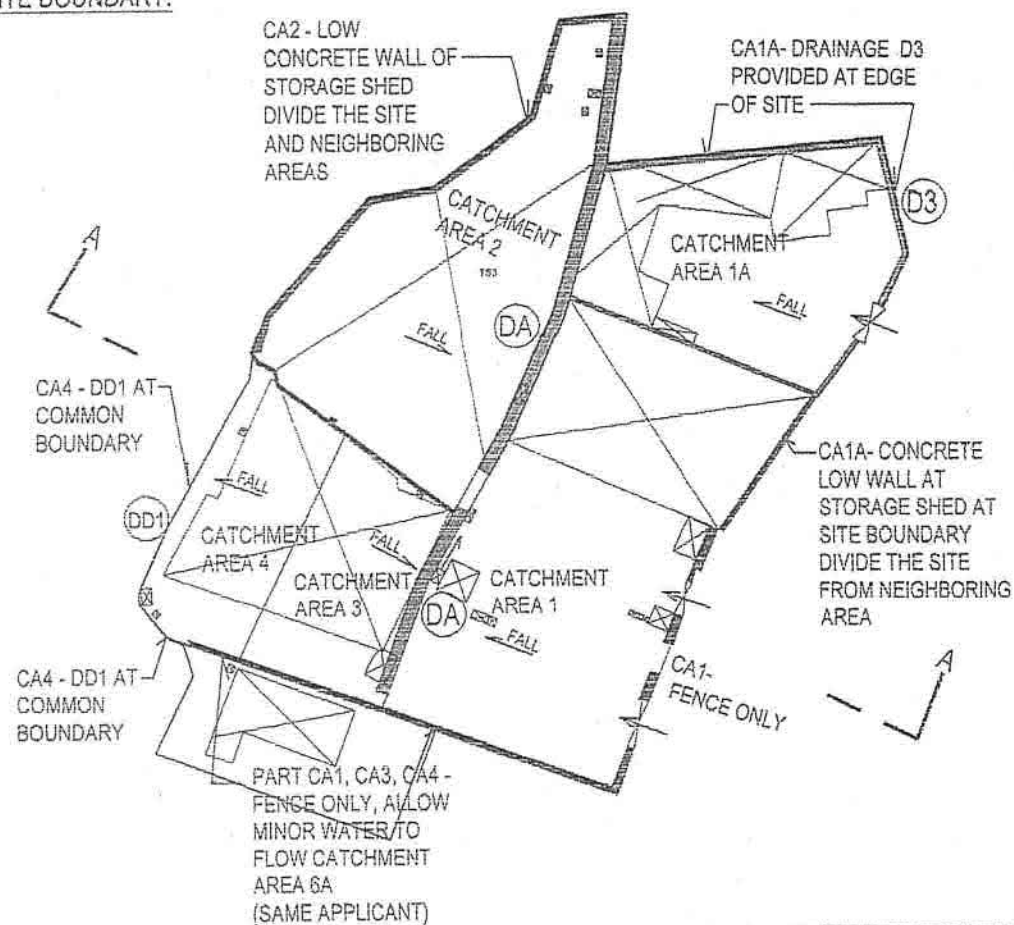 SITE BOUNDARY:
CA2 - LOW
CONCRETE WALL OF
STORAGE SHED
DIVIDE THE SITE
AND NEIGHBORING
AREAS
CA1A- DRAINAGE D3
PROVIDED AT EDGE
OF SITE
D3
CATCHMENT
AREA 2
CATCHMENT
AREA 1A
FALL
A
FALL
DA
CA4 - DD1 AT
COMMON
BOUNDARY
CA1A- CONCRETE
LOW WALL AT
STORAGE SHED AT
SITE BOUNDARY
DIVIDE THE SITE
FROM NEIGHBORING
AREA
FALL
DD1
CATCHMENT
AREA 4
FALL
CATCHMENT
AREA 3
CATCHMENT
AREA 1
DA
FALL
CA1-
FENCE ONLY
A
CA4 - DD1 AT
COMMON
BOUNDARY
PART CA1, CA3, CA4 -
FENCE ONLY, ALLOW
MINOR WATER TO
FLOW CATCHMENT
AREA 6A
(SAME APPLICANT)